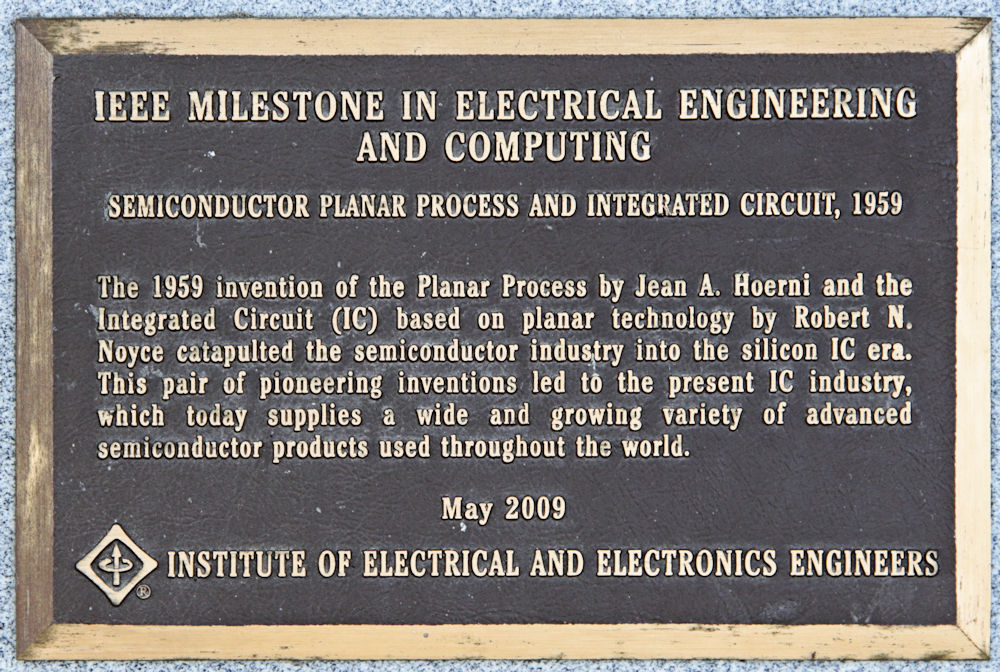 IEEE MILESTONE IN ELECTRICAL ENGINEERING
AND COMPUTING
SEMICONDUCTOR PLANAR PROCESS AND INTEGRATED CIRCUIT, 1959
The 1959 invention of the Planar Process by Jean A. Hoerni and the
Integrated Circuit (IC) based on planar technology by Robert N.
Noyce catapulted the semiconductor industry into the silicon IC era.
This pair of pioneering inventions led to the present IC industry,
which today supplies a wide and growing variety of advanced
semiconductor products used throughout the world.
May 2009
® INSTITUTE OF ELECTRICAL AND ELECTRONICS ENGINEERS